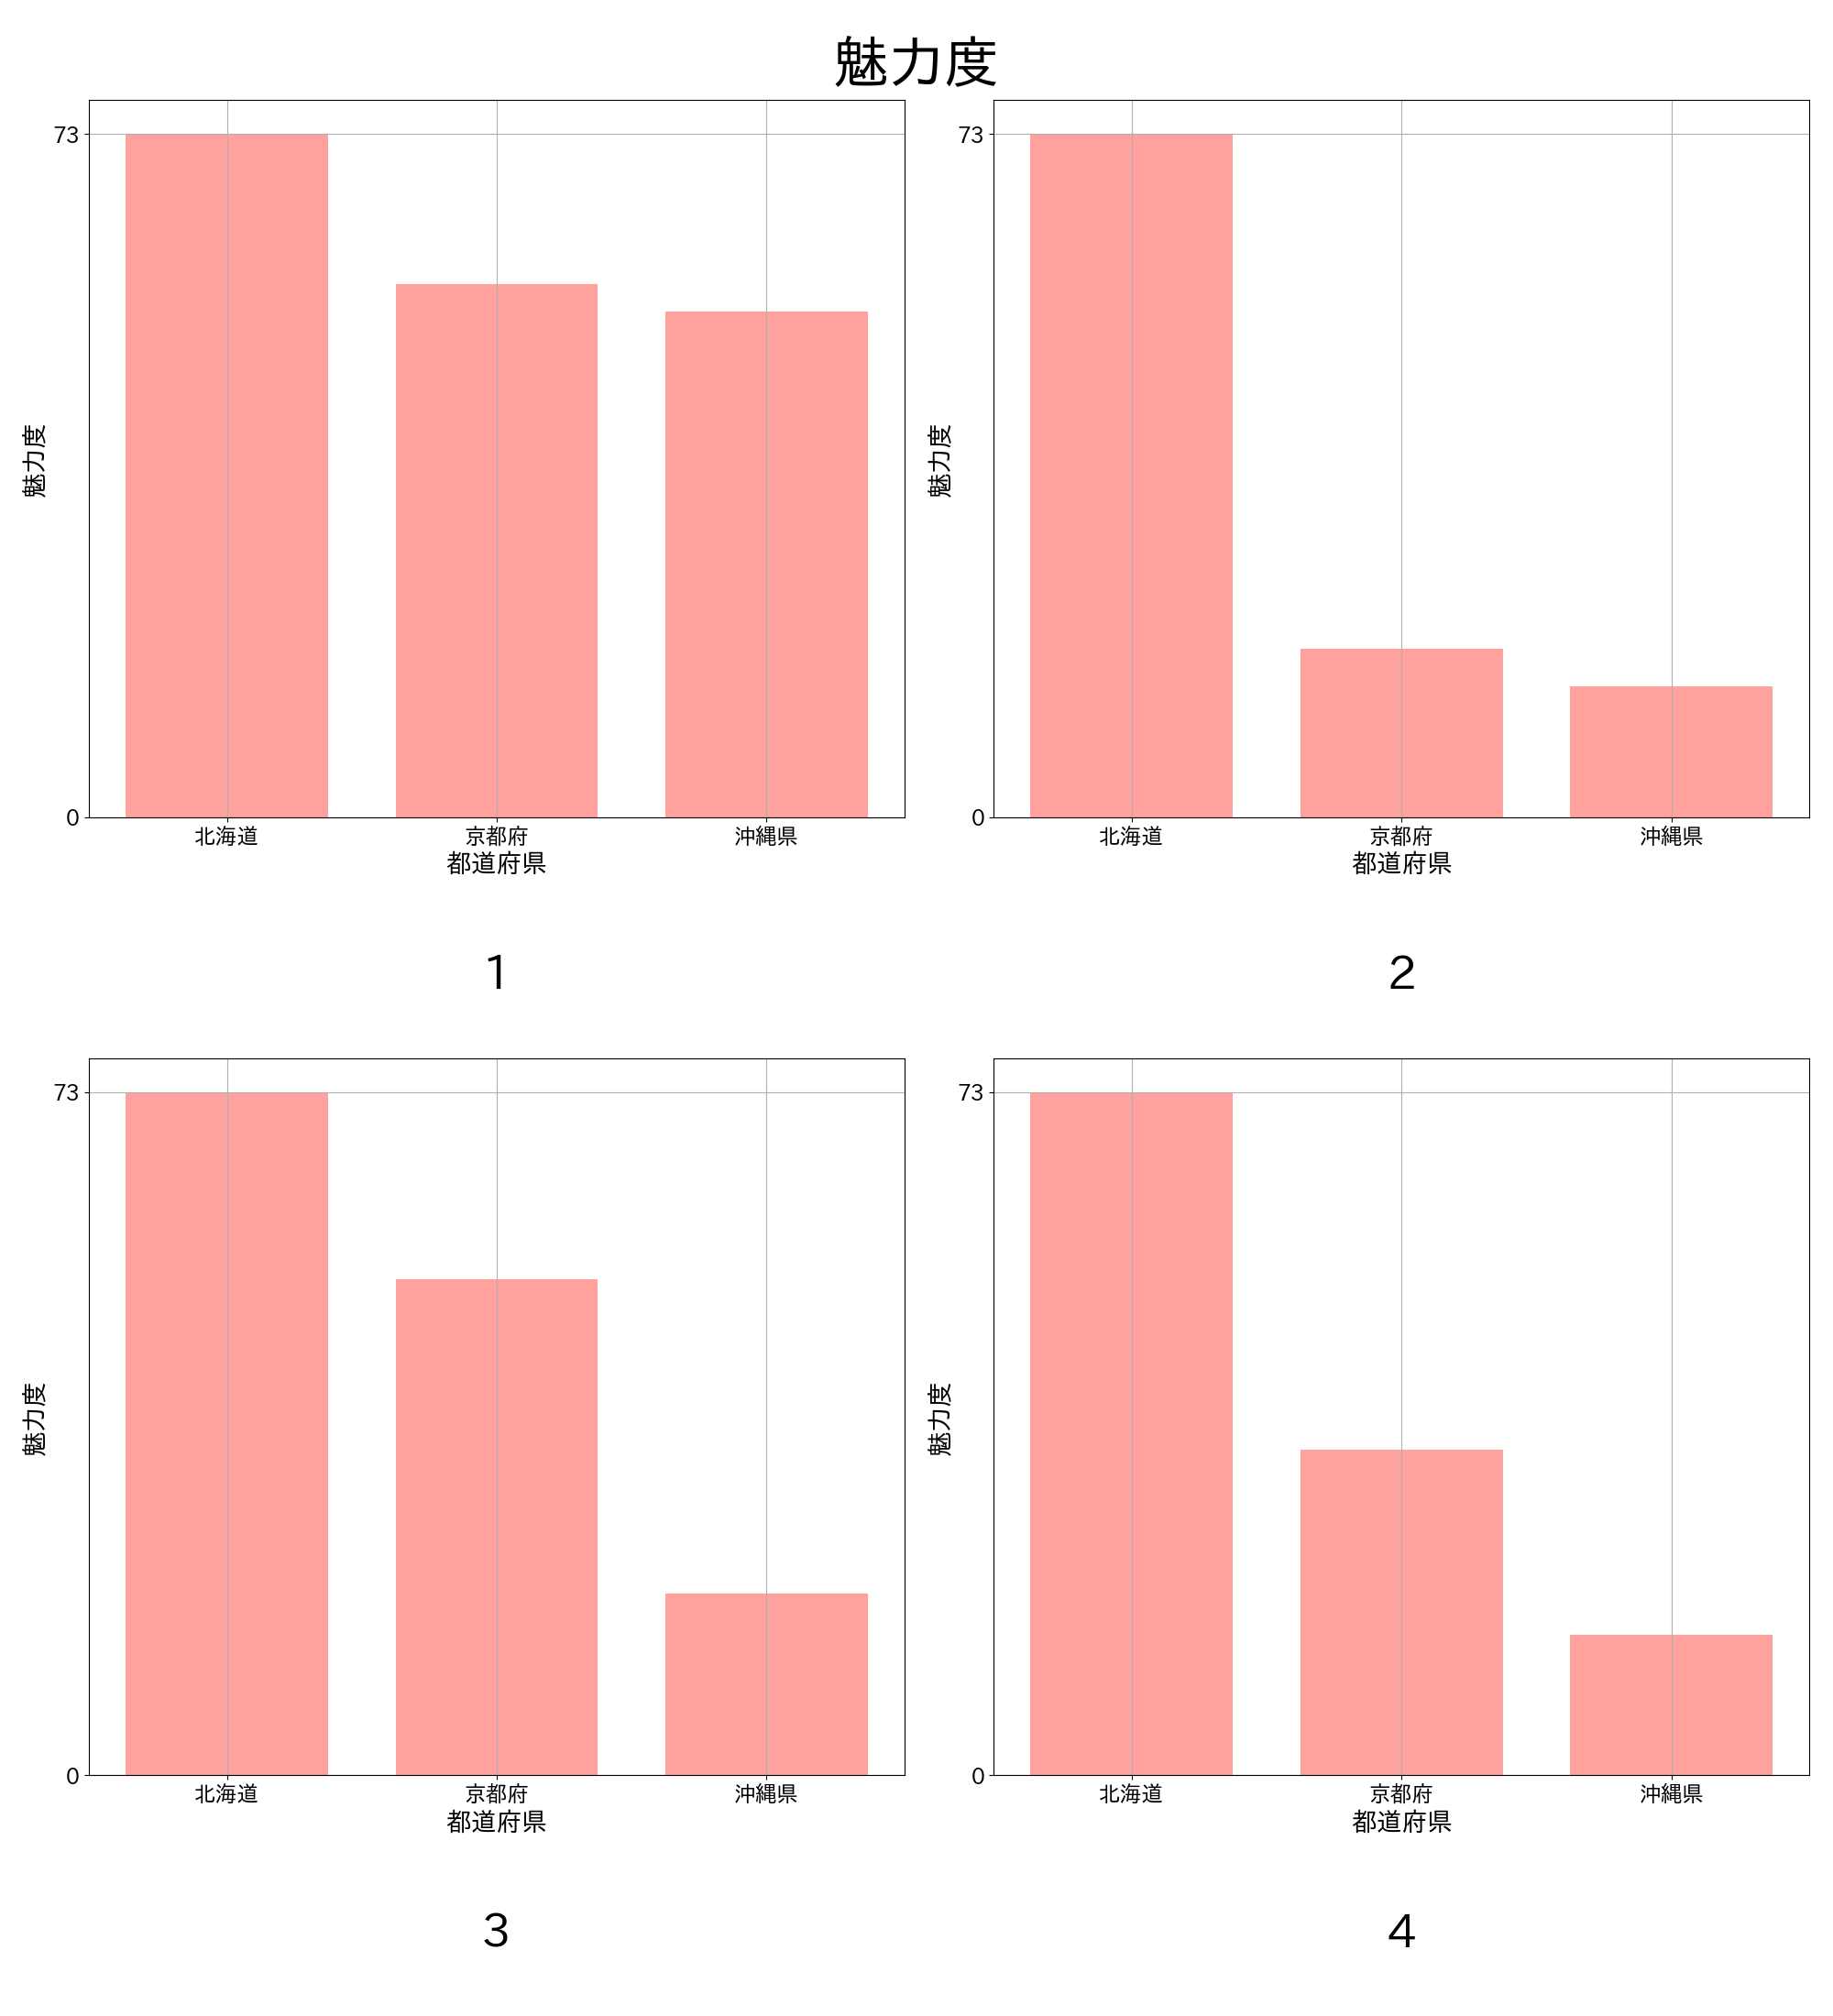 魅力度
73
0
魅力度
北海道 京都府 沖縄県
都道府県
1
73
0
魅力度
北海道 京都府 沖縄県
都道府県
2
73
0
魅力度
北海道 京都府 沖縄県
都道府県
3
73
0
魅力度
北海道 京都府 沖縄県
都道府県
4